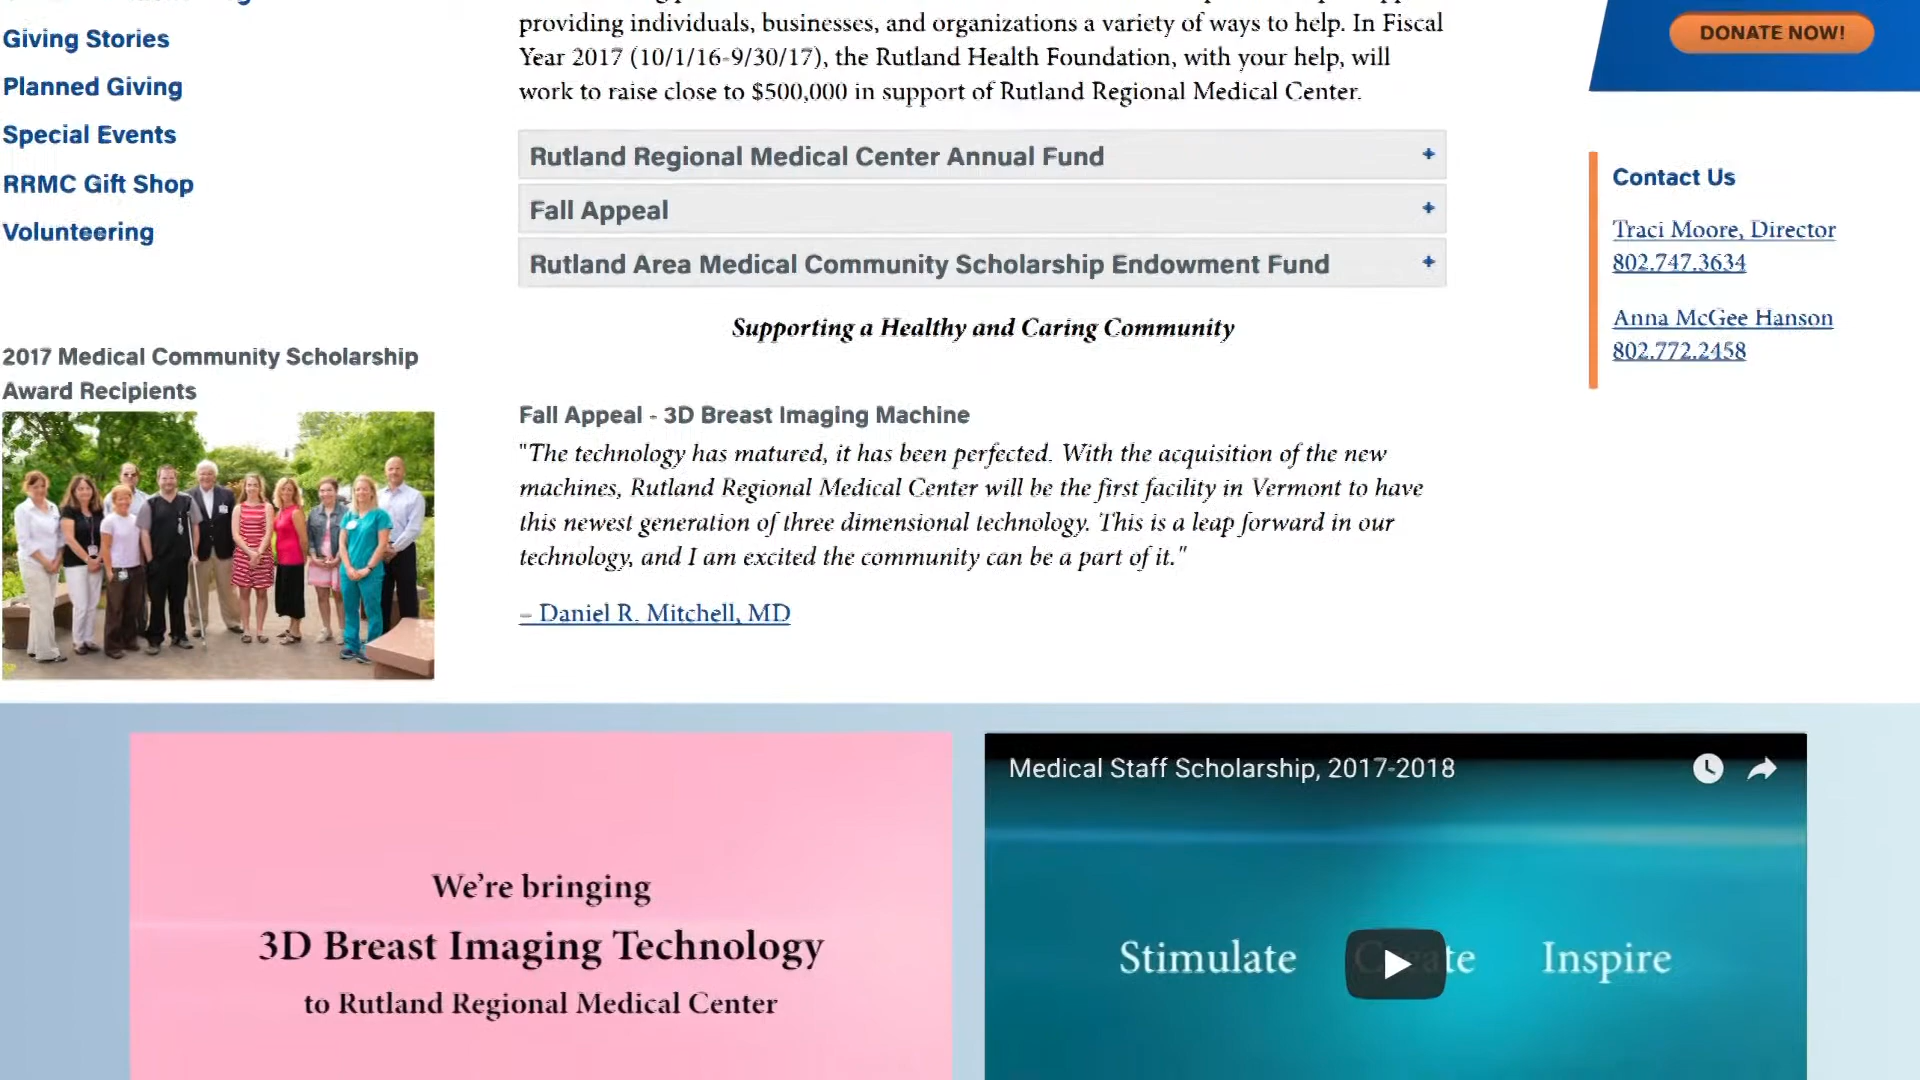 Giving Stories
Planned Giving
Special Events
RRMC Gift Shop
Volunteering
2017 Medical Community Scholarship
Award Recipients
providing individuals, businesses, and organizations a variety of ways to help. In Fiscal
Year 2017 (10/1/16-9/30/17), the Rutland Health Foundation, with your help, will
work to raise close to $500,000 in support of Rutland Regional Medical Center.
Rutland Regional Medical Center Annual Fund +
Fall Appeal +
Rutland Area Medical Community Scholarship Endowment Fund +
Supporting a Healthy and Caring Community
Fall Appeal - 3D Breast Imaging Machine
"The technology has matured, it has been perfected. With the acquisition of the new
machines, Rutland Regional Medical Center will be the first facility in Vermont to have
this newest generation of three dimensional technology. This is a leap forward in our
technology, and I am excited the community can be a part of it."
– Daniel R. Mitchell, MD
DONATE NOW!
Contact Us
Traci Moore, Director
802.747.3634
Anna McGee Hanson
802.772.2458
We're bringing
3D Breast Imaging Technology
to Rutland Regional Medical Center
Medical Staff Scholarship, 2017-2018
Stimulate Inspire